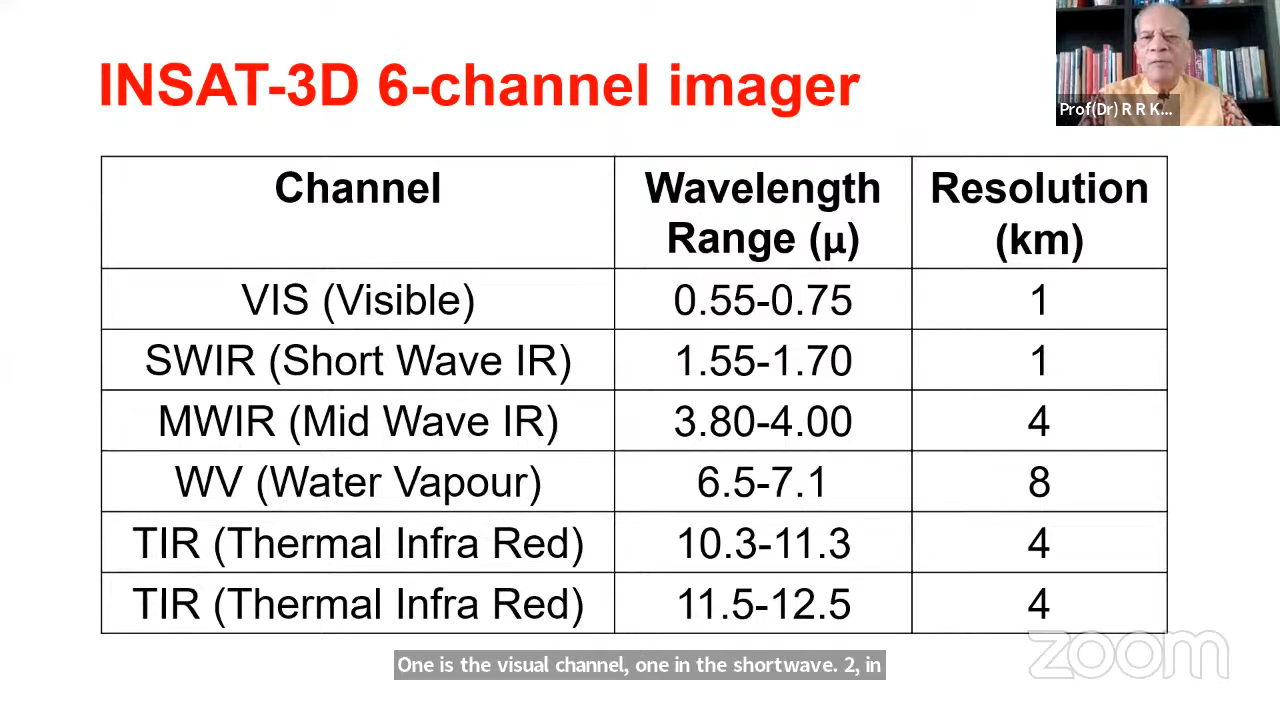 INSAT-3D 6-channel imager
Prof(Dr) R R K...
Channel Wavelength Range (μ) Resolution (km)
VIS (Visible) 0.55-0.75 1
SWIR (Short Wave IR) 1.55-1.70 1
MWIR (Mid Wave IR) 3.80-4.00 4
WV (Water Vapour) 6.5-7.1 8
TIR (Thermal Infra Red) 10.3-11.3 4
TIR (Thermal Infra Red) 11.5-12.5 4
zoom
One is the visual channel, one in the shortwave. 2, in